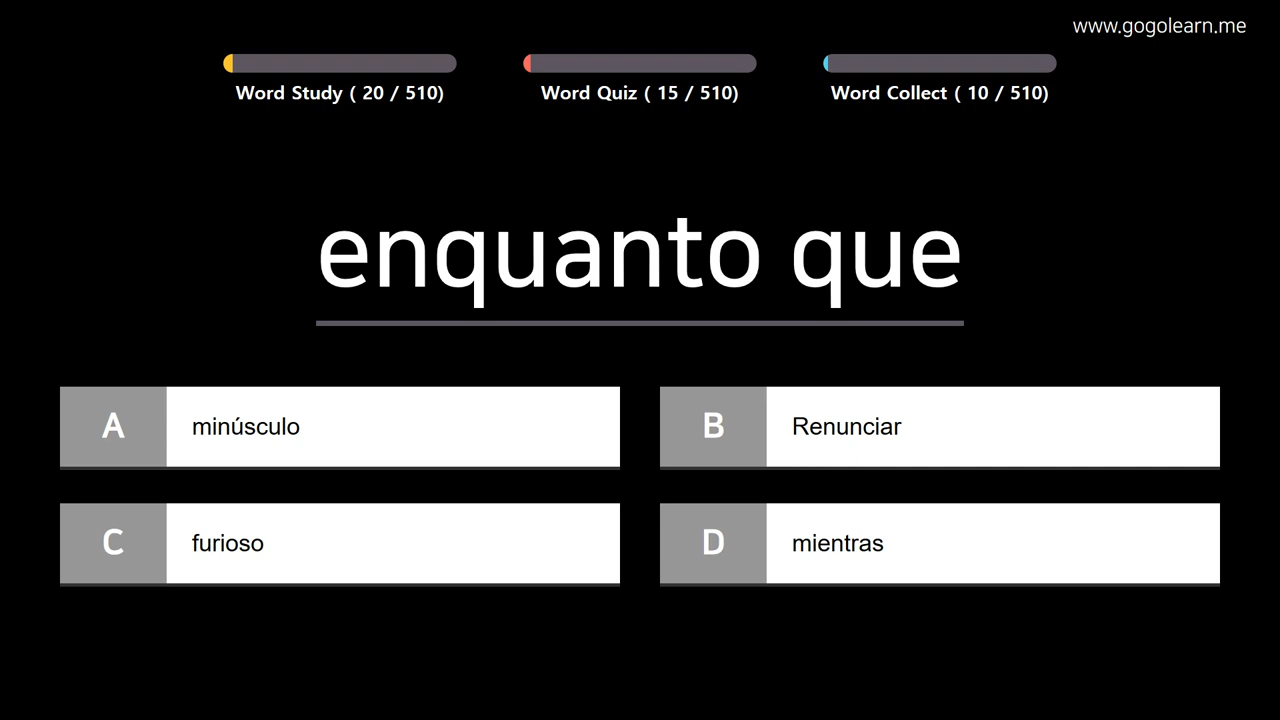 www.gogolearn.me
Word Study ( 20 / 510)
Word Quiz ( 15 / 510)
Word Collect ( 10 / 510)
enquanto que
A minúsculo
B Renunciar
C furioso
D mientras